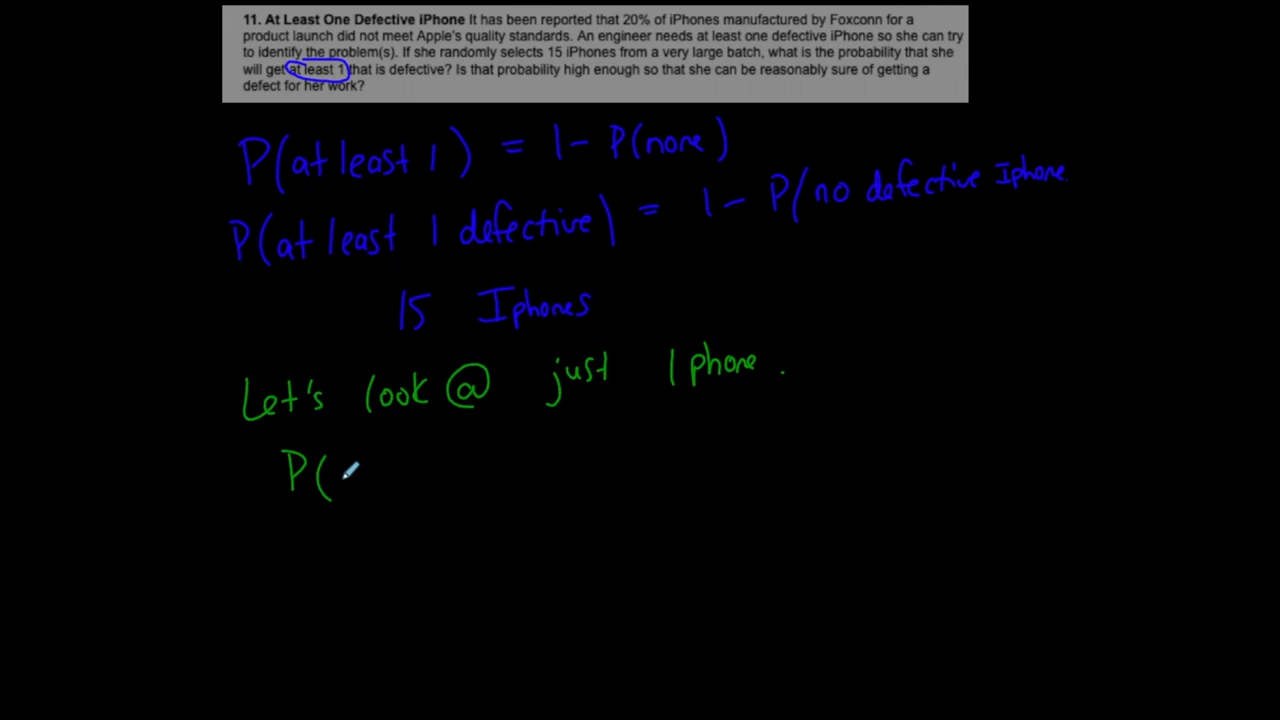 11. At Least One Defective iPhone It has been reported that 20% of iPhones manufactured by Foxconn for a
product launch did not meet Apple's quality standards. An engineer needs at least one defective iPhone so she can try
to identify the problem(s). If she randomly selects 15 iPhones from a very large batch, what is the probability that she
will get at least 1 that is defective? Is that probability high enough so that she can be reasonably sure of getting a
defect for her work?
P(at least 1) = 1 - P(none)
P(at least 1 defective) = 1 - P(no defective Iphone
15 Iphones
Let's look @ just 1 phone.
P(